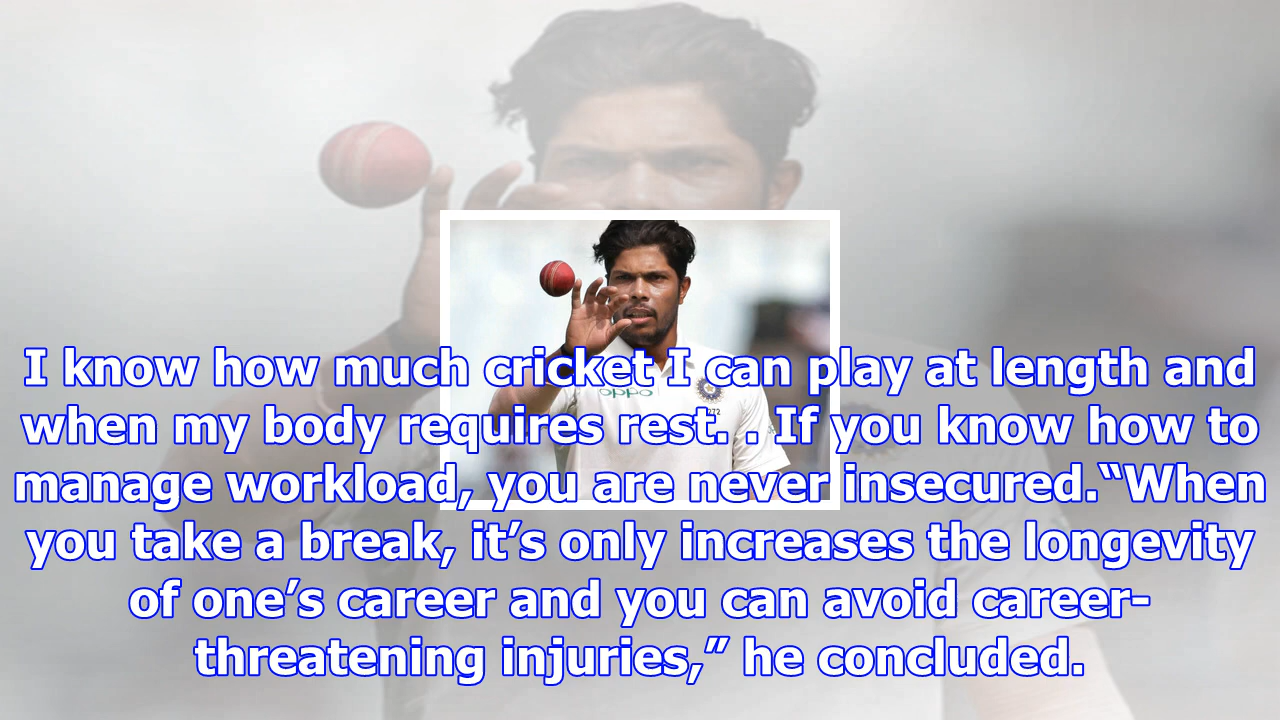 oppo
272
I know how much cricket I can play at length and
when my body requires rest. . If you know how to
manage workload, you are never insecured.“When
you take a break, it’s only increases the longevity
of one’s career and you can avoid career-
threatening injuries,” he concluded.